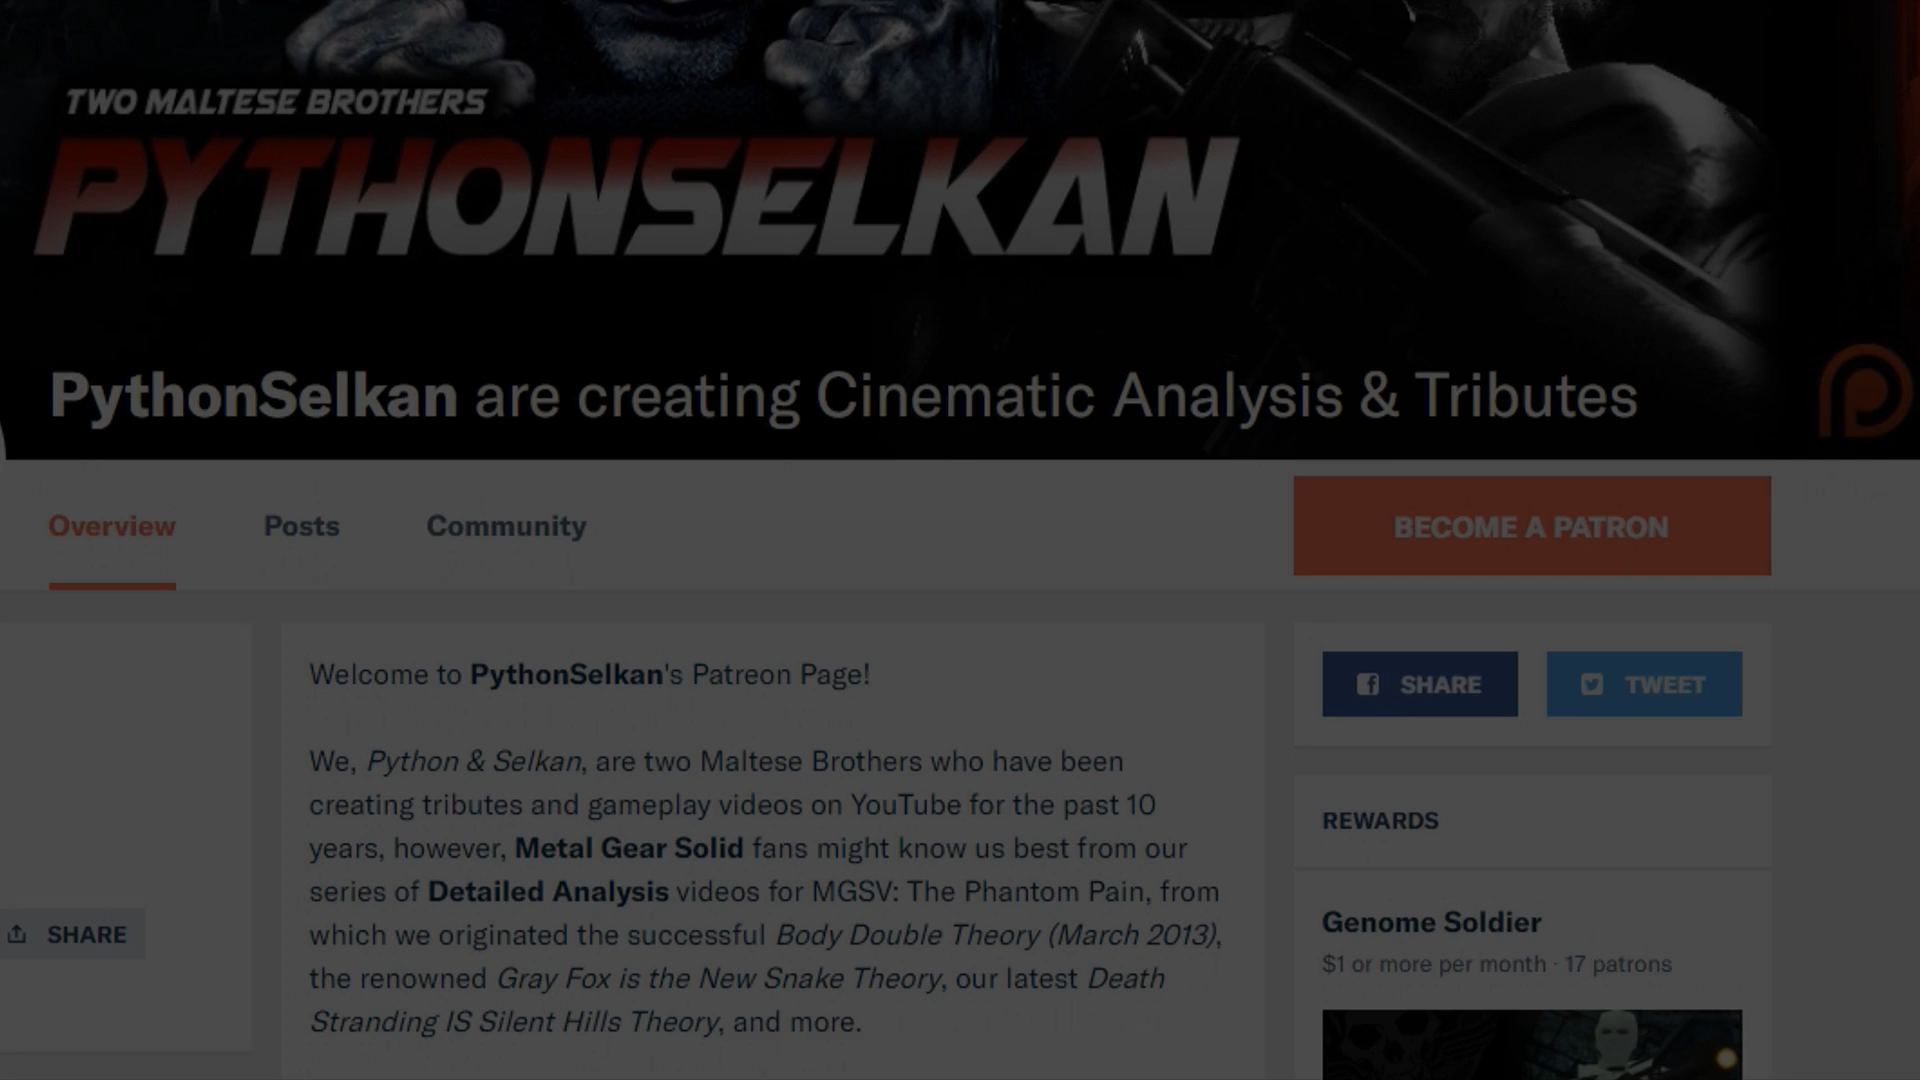 TWO MALTESE BROTHERS
PYTHONSELKAN
PythonSelkan are creating Cinematic Analysis & Tributes
Overview
Posts
Community
BECOME A PATRON
SHARE
Welcome to PythonSelkan's Patreon Page!
We, Python & Selkan, are two Maltese Brothers who have been
creating tributes and gameplay videos on YouTube for the past 10
years, however, Metal Gear Solid fans might know us best from our
series of Detailed Analysis videos for MGSV: The Phantom Pain, from
which we originated the successful Body Double Theory (March 2013),
the renowned Gray Fox is the New Snake Theory, our latest Death
Stranding IS Silent Hills Theory, and more.
SHARE
TWEET
REWARDS
Genome Soldier
$1 or more per month · 17 patrons